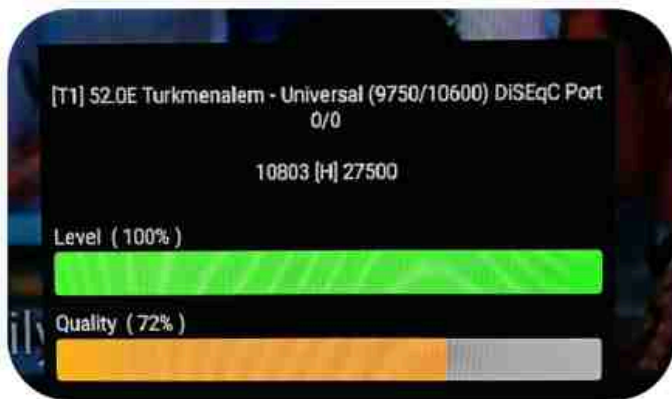 [T1] 52.0E Turkmenalem - Universal (9750/10600) DiSEqC Port
0/0
10803 [H] 27500
Level ( 100% )
Quality ( 72% )